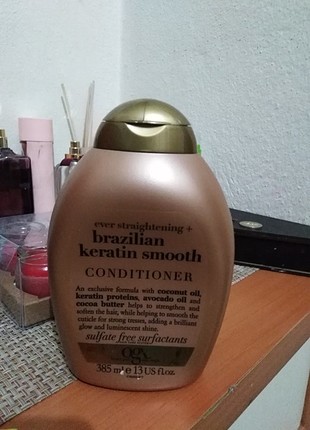 ever straightening +
brazilian
keratin smooth
CONDITIONER
An exclusive formula with coconut oil,
keratin proteins, avocado oil and
cocoa butter helps to strengthen and
soften the hair, while helping to smooth the
cuticle for strong tresses, adding a brilliant
glow and luminescent shine.
sulfate free surfactants
ogx
385 ml e 13 US fl oz.